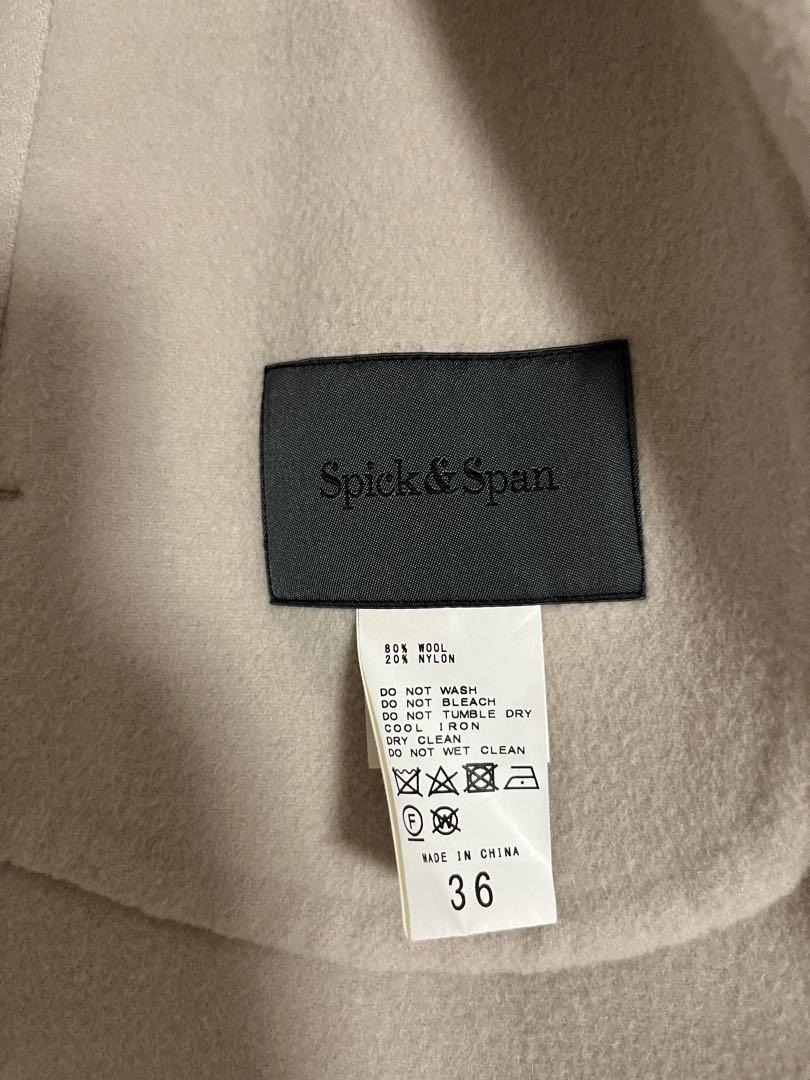 Spick&Span
80% WOOL
20% NYLON
DO NOT WASH
DO NOT BLEACH
DO NOT TUMBLE DRY
COOL IRON
DRY CLEAN
DO NOT WET CLEAN
F W
MADE IN CHINA
36